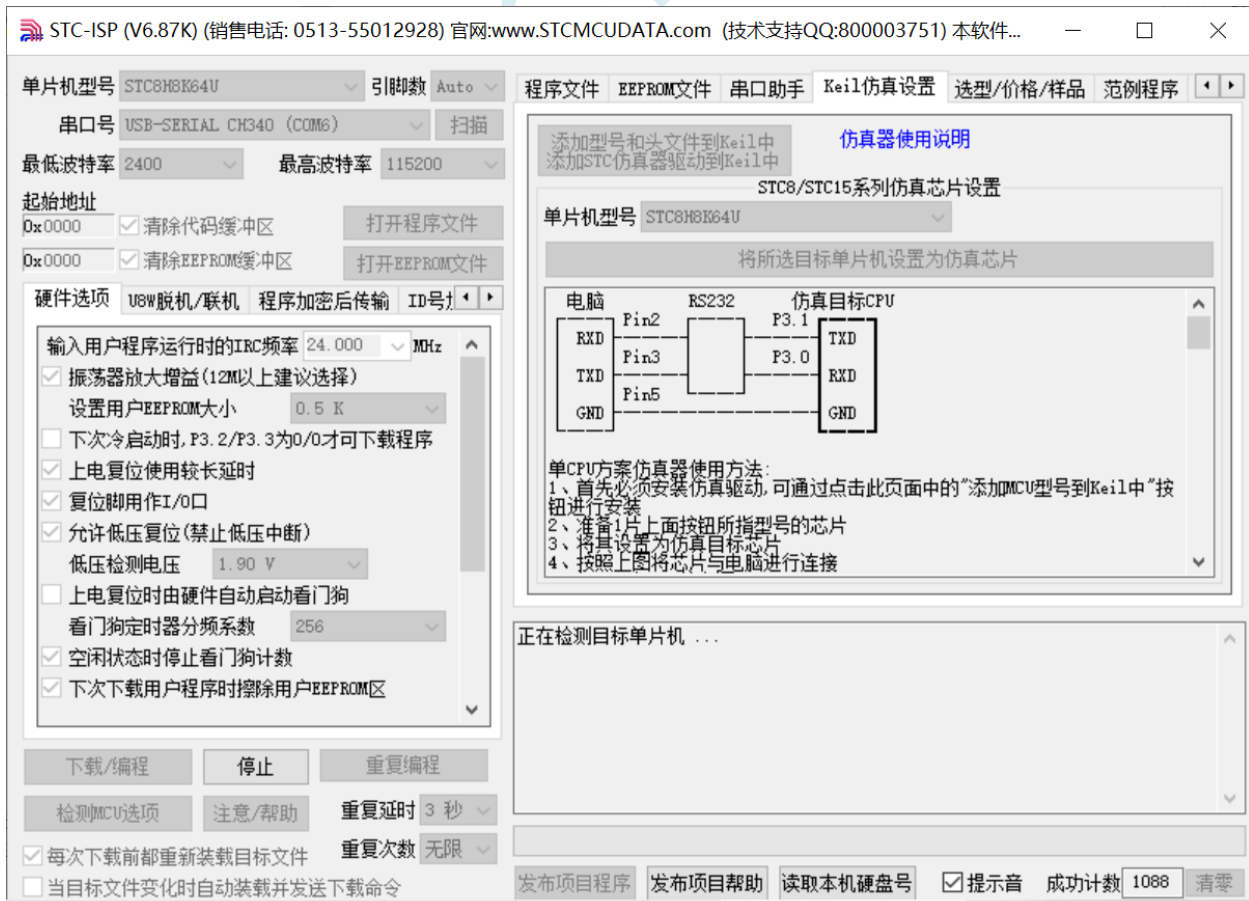 STC-ISP (V6.87K) (销售电话: 0513-55012928) 官网:www.STCMCUDATA.com (技术支持QQ:800003751) 本软件...
单片机型号 STC8H8K64U 引脚数 Auto
串口号 USB-SERIAL CH340 (COM6) 扫描
最低波特率 2400 最高波特率 115200
起始地址
0x0000 清除代码缓冲区 打开程序文件
0x0000 清除EEPROM缓冲区 打开EEPROM文件
硬件选项 U8W脱机/联机 程序加密后传输 ID号
输入用户程序运行时的IRC频率 24.000 MHz
振荡器放大增益(12M以上建议选择)
设置用户EEPROM大小 0.5 K
下次冷启动时,P3.2/P3.3为0/0才可下载程序
上电复位使用较长延时
复位脚用作I/O口
允许低压复位(禁止低压中断)
低压检测电压 1.90 V
上电复位时由硬件自动启动看门狗
看门狗定时器分频系数 256
空闲状态时停止看门狗计数
下次下载用户程序时擦除用户EEPROM区
下载/编程 停止 重复编程
检测MCU选项 注意/帮助 重复延时 3 秒
每次下载前都重新装载目标文件 重复次数 无限
当目标文件变化时自动装载并发送下载命令
程序文件 EEPROM文件 串口助手 Keil仿真设置 选型/价格/样品 范例程序
添加型号和头文件到Keil中
添加STC仿真器驱动到Keil中
仿真器使用说明
STC8/STC15系列仿真芯片设置
单片机型号 STC8H8K64U
将所选目标单片机设置为仿真芯片
电脑 RS232 仿真目标CPU
Pin2 P3.1
RXD TXD
Pin3 P3.0
TXD RXD
Pin5
GND GND
单CPU方案仿真器使用方法:
1、首先必须安装仿真驱动,可通过点击此页面中的"添加MCU型号到Keil中"按
钮进行安装
2、准备1片上面按钮所指型号的芯片
3、将其设置为仿真目标芯片
4、按照上图将芯片与电脑进行连接
正在检测目标单片机 ...
发布项目程序 发布项目帮助 读取本机硬盘号 提示音 成功计数 1088 清零